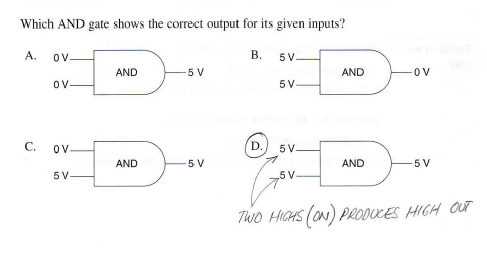 Which AND gate shows the correct output for its given inputs?
A. 0 V
AND
5 V
0 V
B. 5 V
AND
0 V
5 V
C. 0 V
AND
5 V
5 V
D. 5 V
AND
5 V
5 V
TWO HIGHS (ON) PRODUCES HIGH OUT